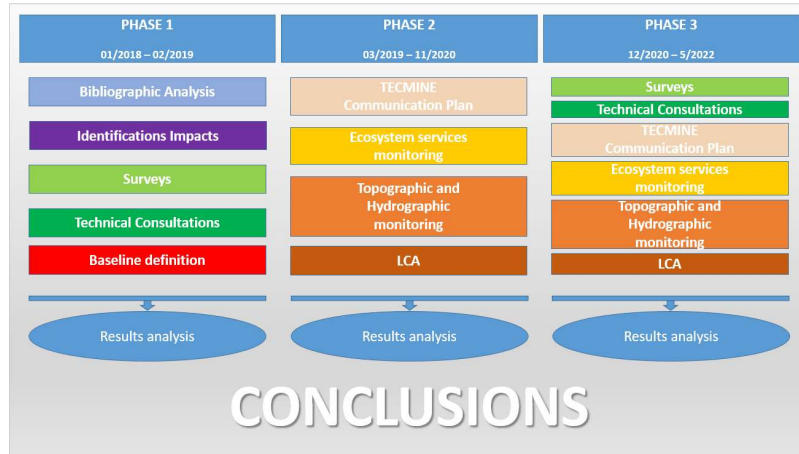 PHASE 1
01/2018 – 02/2019
Bibliographic Analysis
Identifications Impacts
Surveys
Technical Consultations
Baseline definition
Results analysis
PHASE 2
03/2019 – 11/2020
TECMINE
Communication Plan
Ecosystem services
monitoring
Topographic and
Hydrographic
monitoring
LCA
Results analysis
PHASE 3
12/2020 – 5/2022
Surveys
Technical Consultations
TECMINE
Communication Plan
Ecosystem services
monitoring
Topographic and
Hydrographic
monitoring
LCA
Results analysis
CONCLUSIONS